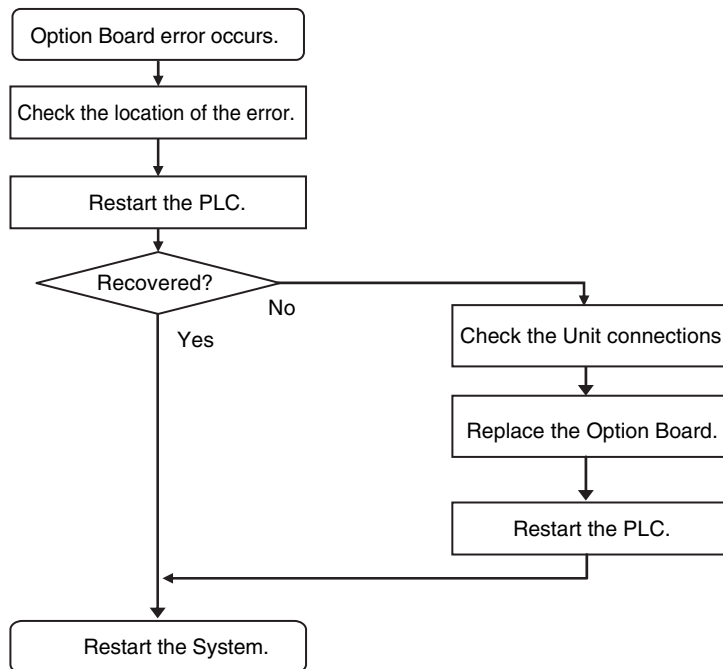 Option Board error occurs.
Check the location of the error.
Restart the PLC.
Recovered?
No
Yes
Check the Unit connections
Replace the Option Board.
Restart the PLC.
Restart the System.